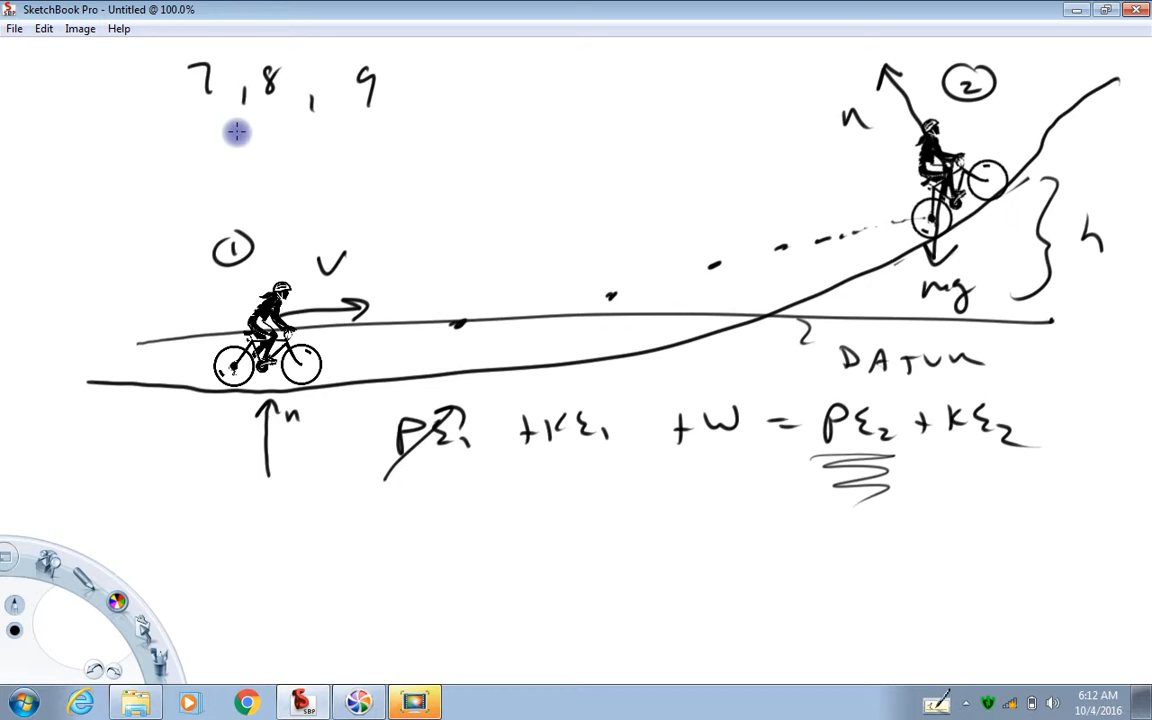 SketchBook Pro - Untitled @ 100.0%
File Edit Image Help
7 , 8 , 9
2
n
1
V
h
mg
DATUM
n
PE1 + KE1 + W = PE2 + KE2
SBP
6:12 AM
10/4/2016